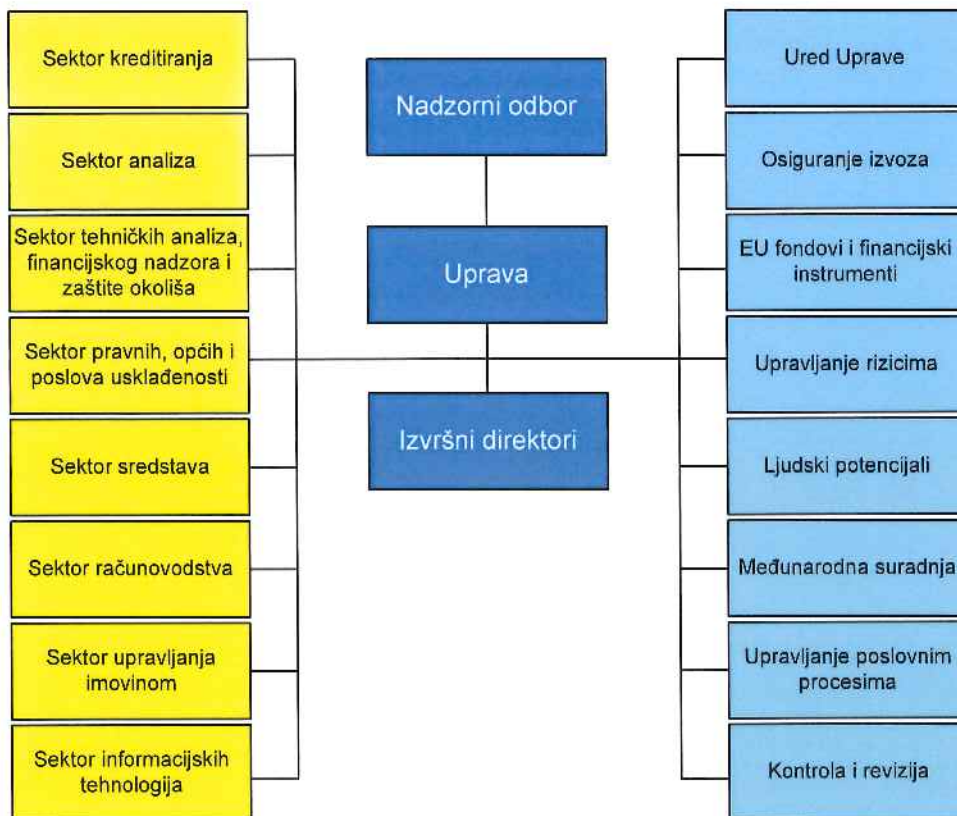 Sektor kreditiranja
Sektor analiza
Sektor tehničkih analiza,
financijskog nadzora i
zaštite okoliša
Sektor pravnih, općih i
poslova usklađenosti
Sektor sredstava
Sektor računovodstva
Sektor upravljanja
imovinom
Sektor informacijskih
tehnologija
Nadzorni odbor
Uprava
Izvršni direktori
Ured Uprave
Osiguranje izvoza
EU fondovi i financijski
instrumenti
Upravljanje rizicima
Ljudski potencijali
Međunarodna suradnja
Upravljanje poslovnim
procesima
Kontrola i revizija